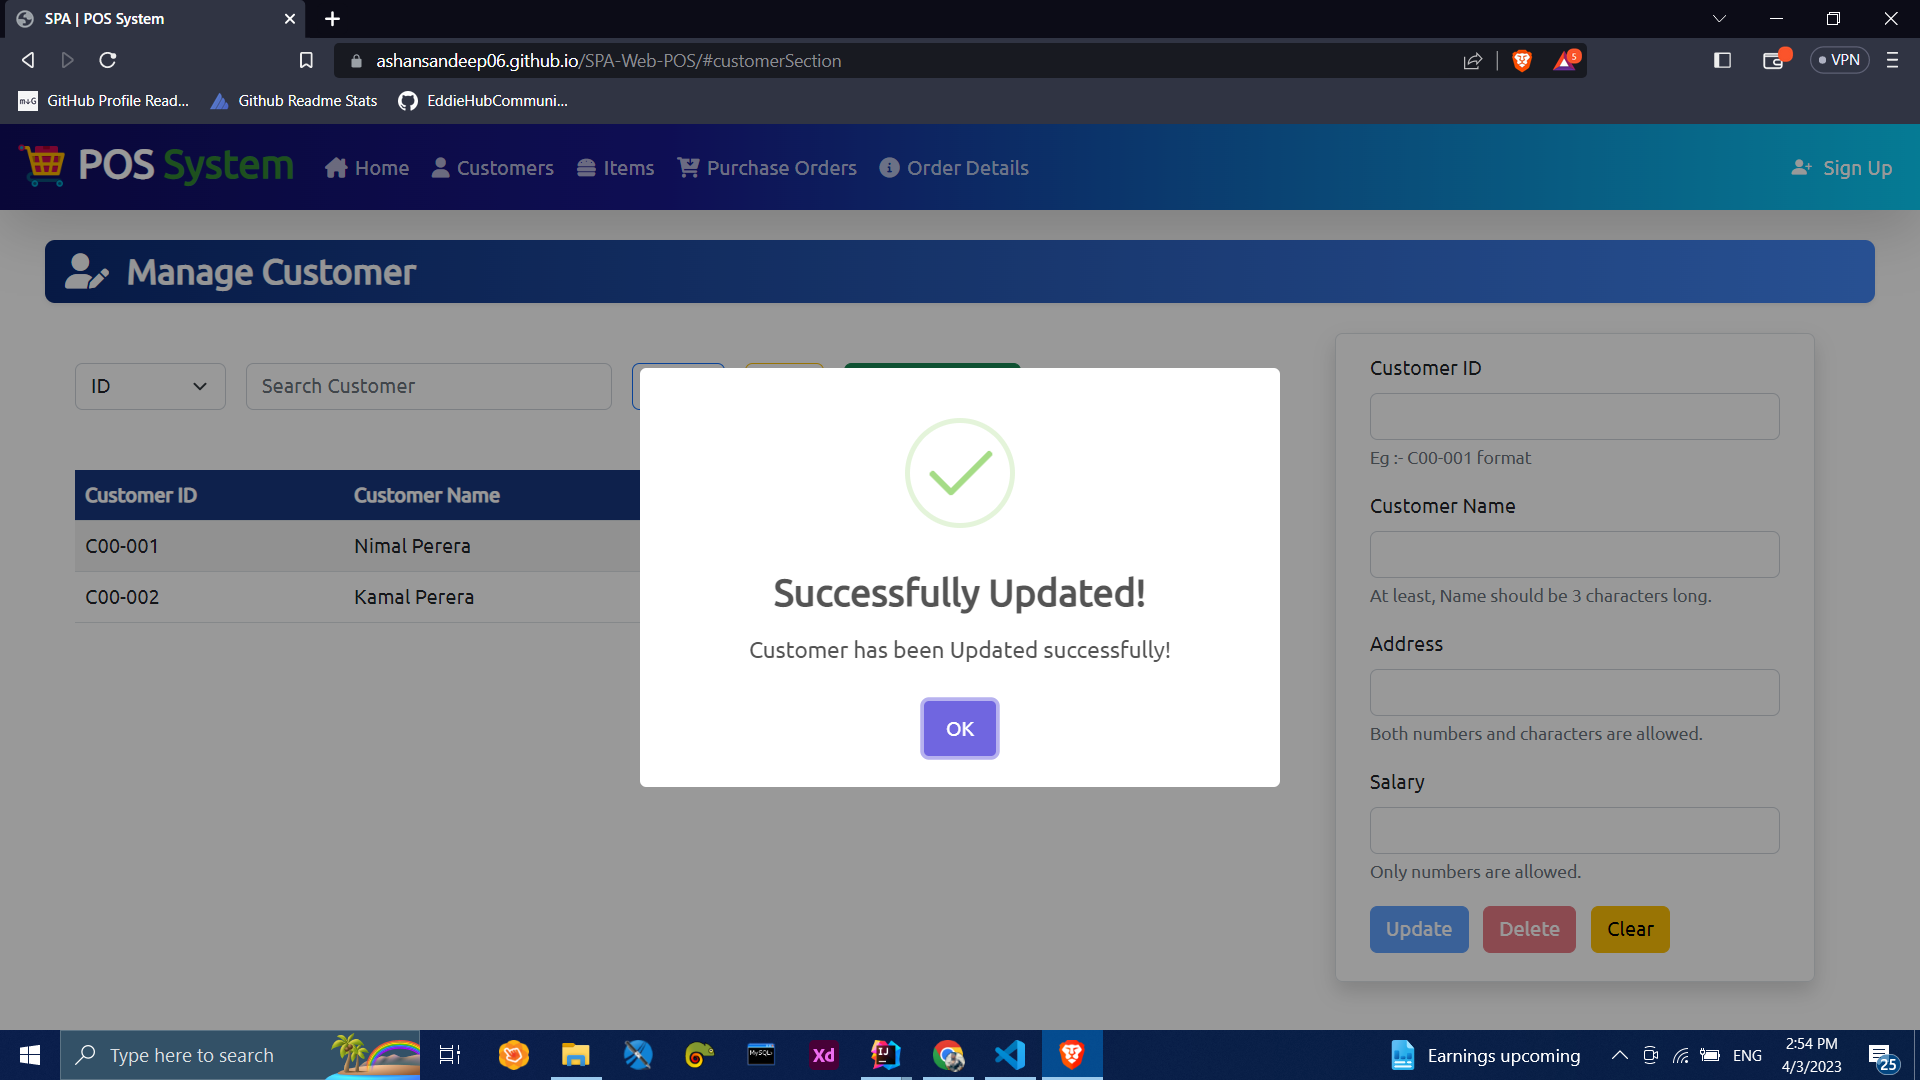 SPA | POS System
ashansandeep06.github.io/SPA-Web-POS/#customerSection
5
VPN
GitHub Profile Read...
Github Readme Stats
EddieHubCommuni...
POS System
Home
Customers
Items
Purchase Orders
Order Details
Sign Up
Manage Customer
ID
Search Customer
Customer ID
Customer Name
C00-001
Nimal Perera
C00-002
Kamal Perera
Successfully Updated!
Customer has been Updated successfully!
OK
Customer ID
Eg :- C00-001 format
Customer Name
At least, Name should be 3 characters long.
Address
Both numbers and characters are allowed.
Salary
Only numbers are allowed.
Update
Delete
Clear
Type here to search
MySQL
Xd
IJ
Earnings upcoming
ENG
2:54 PM
4/3/2023
25